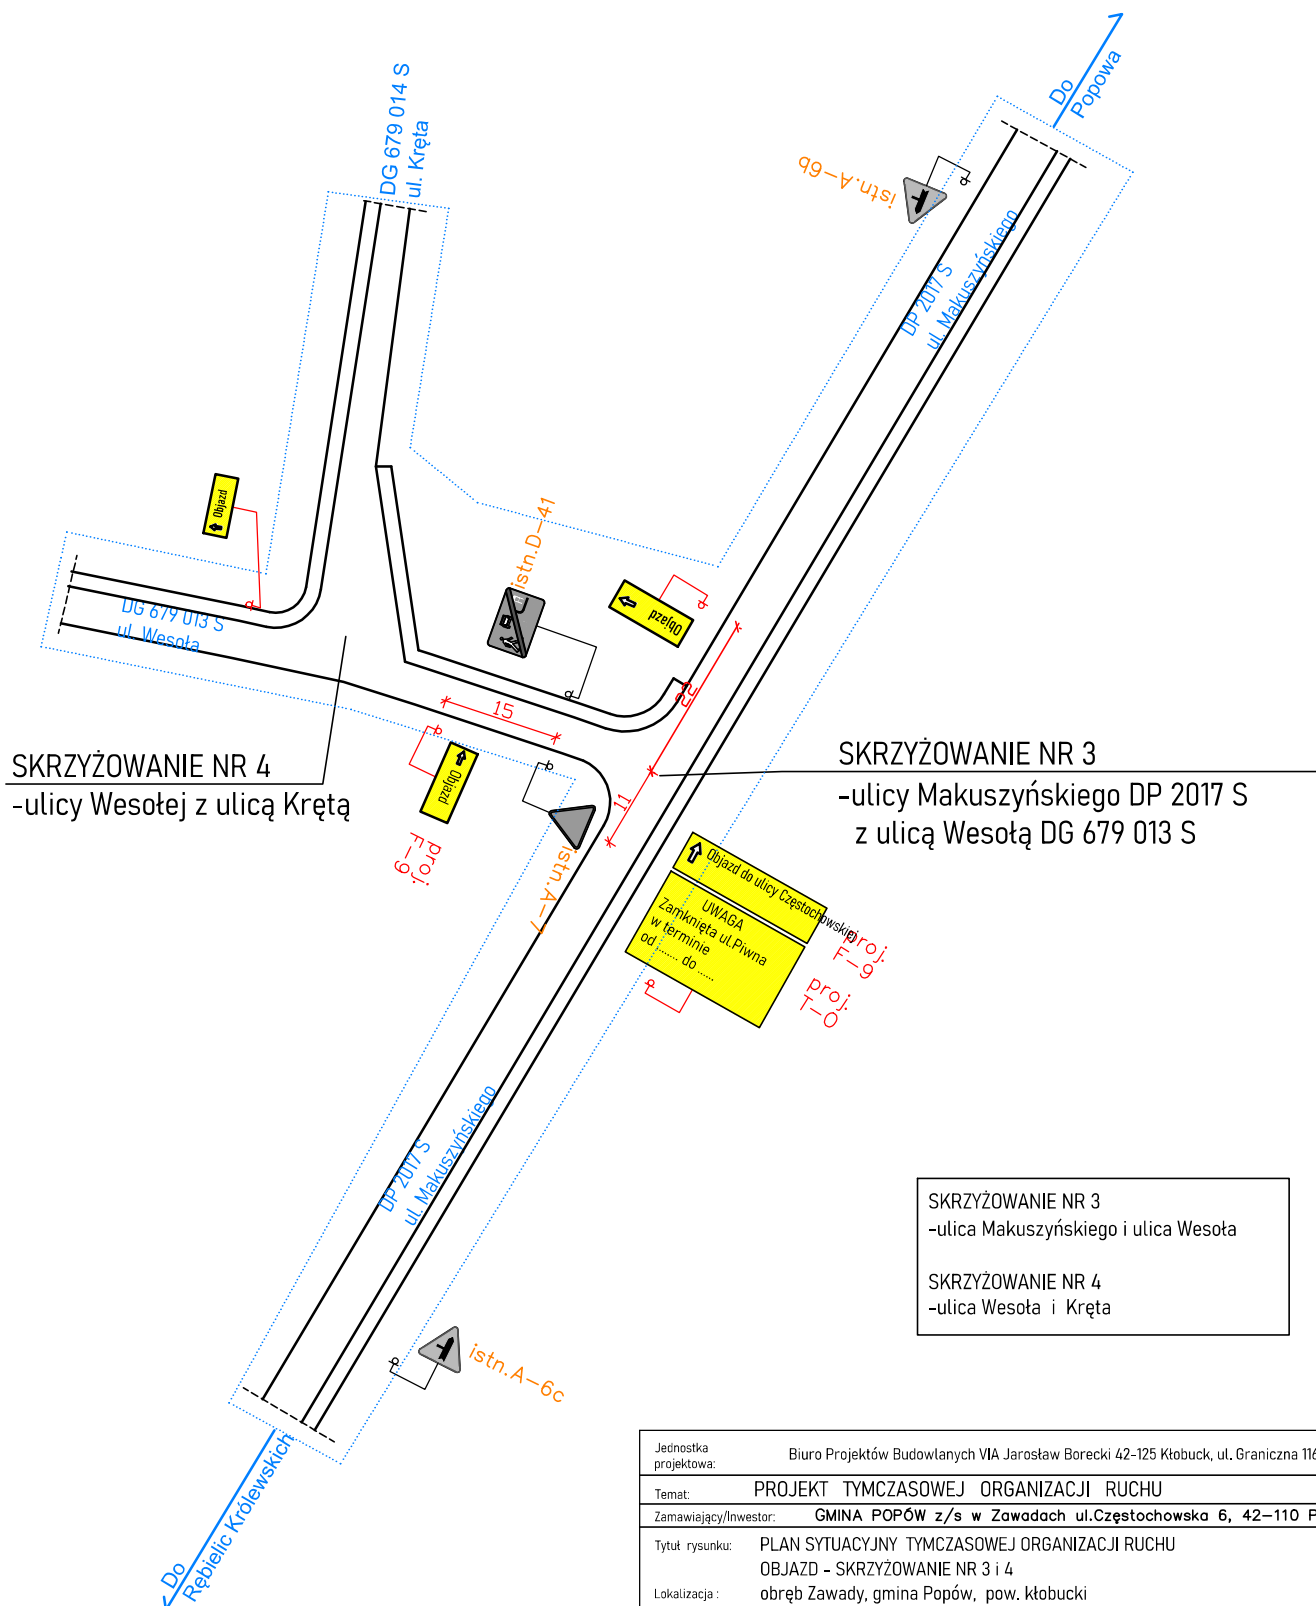 Do
Popowa
DG 679 014 S
ul. Kręta
istn.A-6b
DP 2017 S
ul. Makuszyńskiego
Objazd
istn.D-41
DG 679 013 S
ul. Wesoła
Objazd
22
15
11
SKRZYŻOWANIE NR 4
-ulicy Wesołej z ulicą Krętą
SKRZYŻOWANIE NR 3
-ulicy Makuszyńskiego DP 2017 S
z ulicą Wesołą DG 679 013 S
Objazd
proj.
F-9
istn.A-7
Objazd do ulicy Częstochowskiej
UWAGA
Zamknięta ul.Piwna
w terminie
od ...... do ......
proj.
F-9
proj.
T-0
DP 2017 S
ul. Makuszyńskiego
istn.A-6c
Do
Rębielic Królewskich
SKRZYŻOWANIE NR 3
-ulica Makuszyńskiego i ulica Wesoła
SKRZYŻOWANIE NR 4
-ulica Wesoła i Kręta
Jednostka
projektowa:
Biuro Projektów Budowlanych VIA Jarosław Borecki 42-125 Kłobuck, ul. Graniczna 116
Temat: PROJEKT TYMCZASOWEJ ORGANIZACJI RUCHU
Zamawiający/Inwestor: GMINA POPÓW z/s w Zawadach ul.Częstochowska 6, 42-110 P
Tytuł rysunku: PLAN SYTUACYJNY TYMCZASOWEJ ORGANIZACJI RUCHU
OBJAZD - SKRZYŻOWANIE NR 3 i 4
Lokalizacja : obręb Zawady, gmina Popów, pow. kłobucki